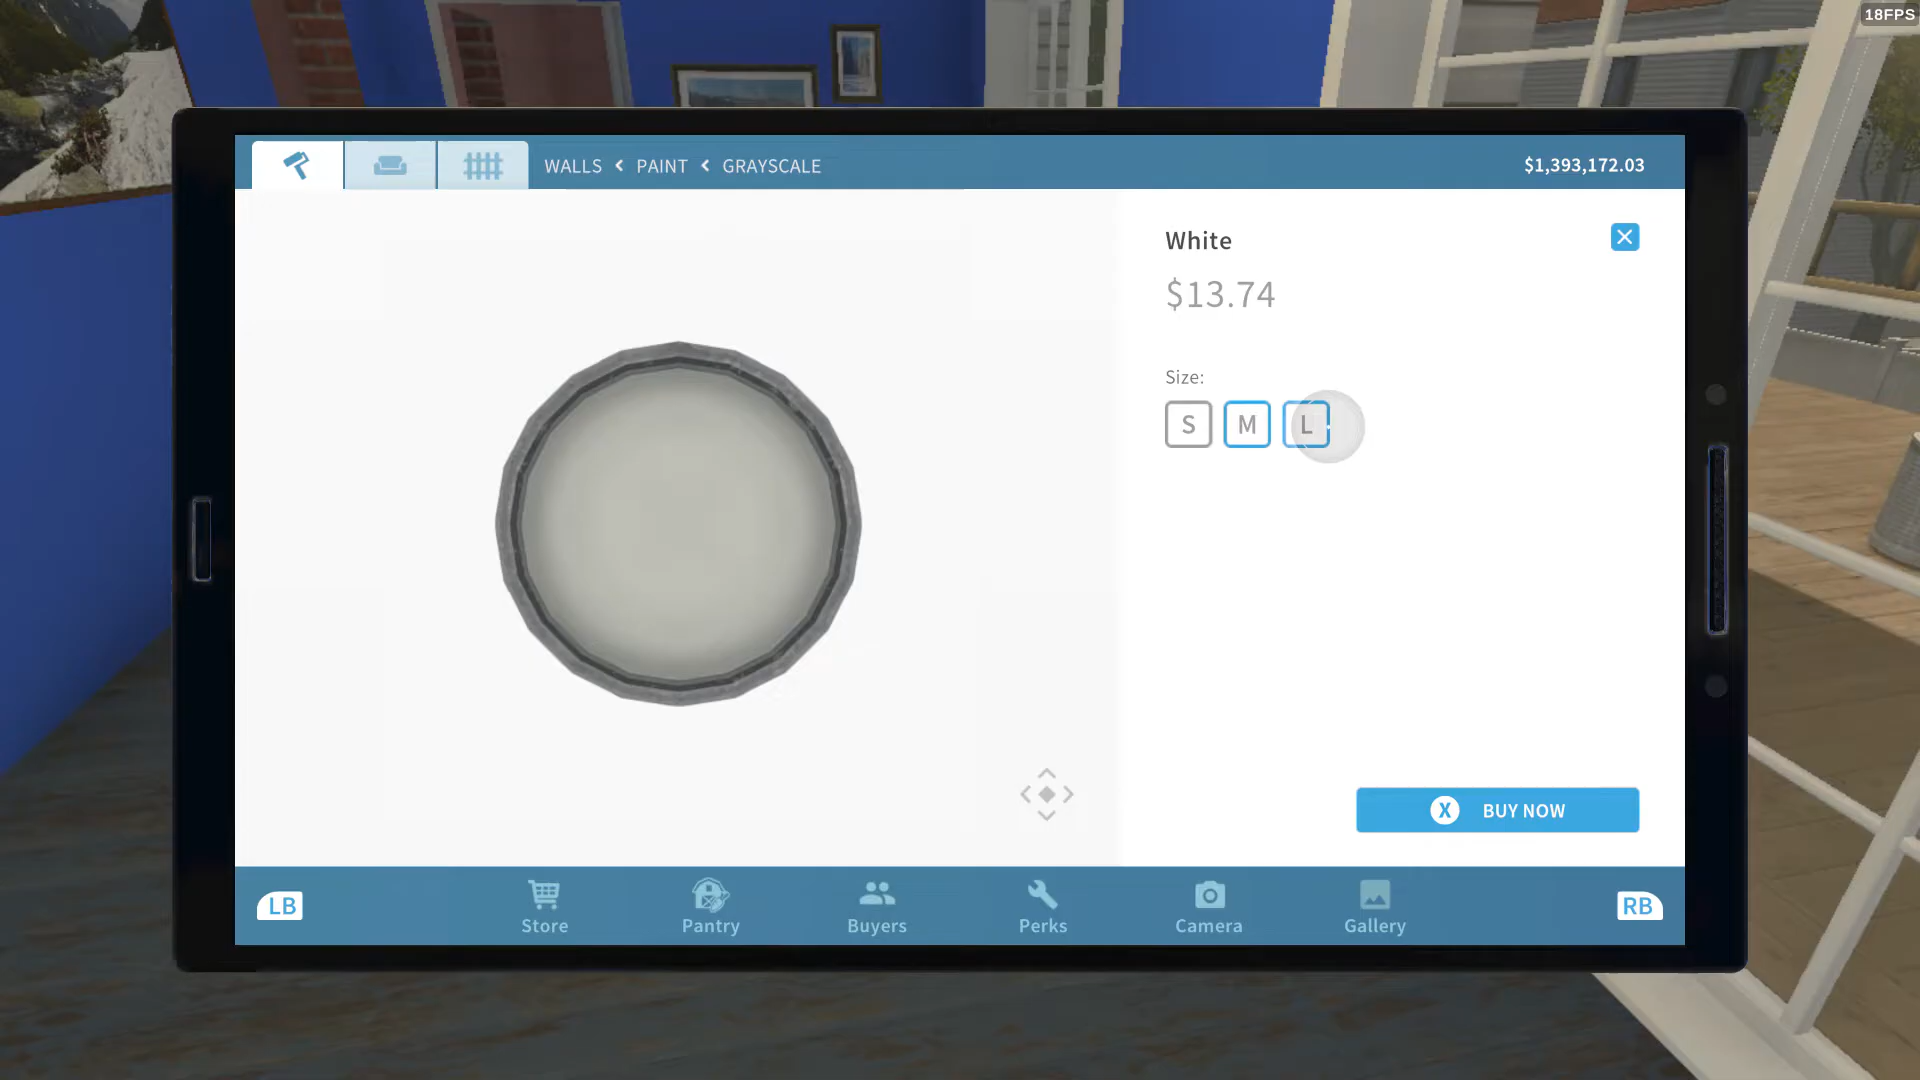 18FPS
WALLS < PAINT < GRAYSCALE
$1,393,172.03
White
$13.74
Size:
S M L
X BUY NOW
LB Store Pantry Buyers Perks Camera Gallery RB